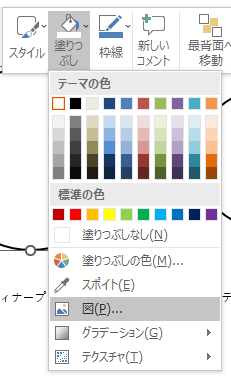 スタイル
塗りつ
ぶし
枠線
新しい
コメント
最背面へ
移動
テーマの色
標準の色
塗りつぶしなし(N)
塗りつぶしの色(M)...
スポイト(E)
図(P)...
グラデーション(G)
テクスチャ(T)
ィナープ